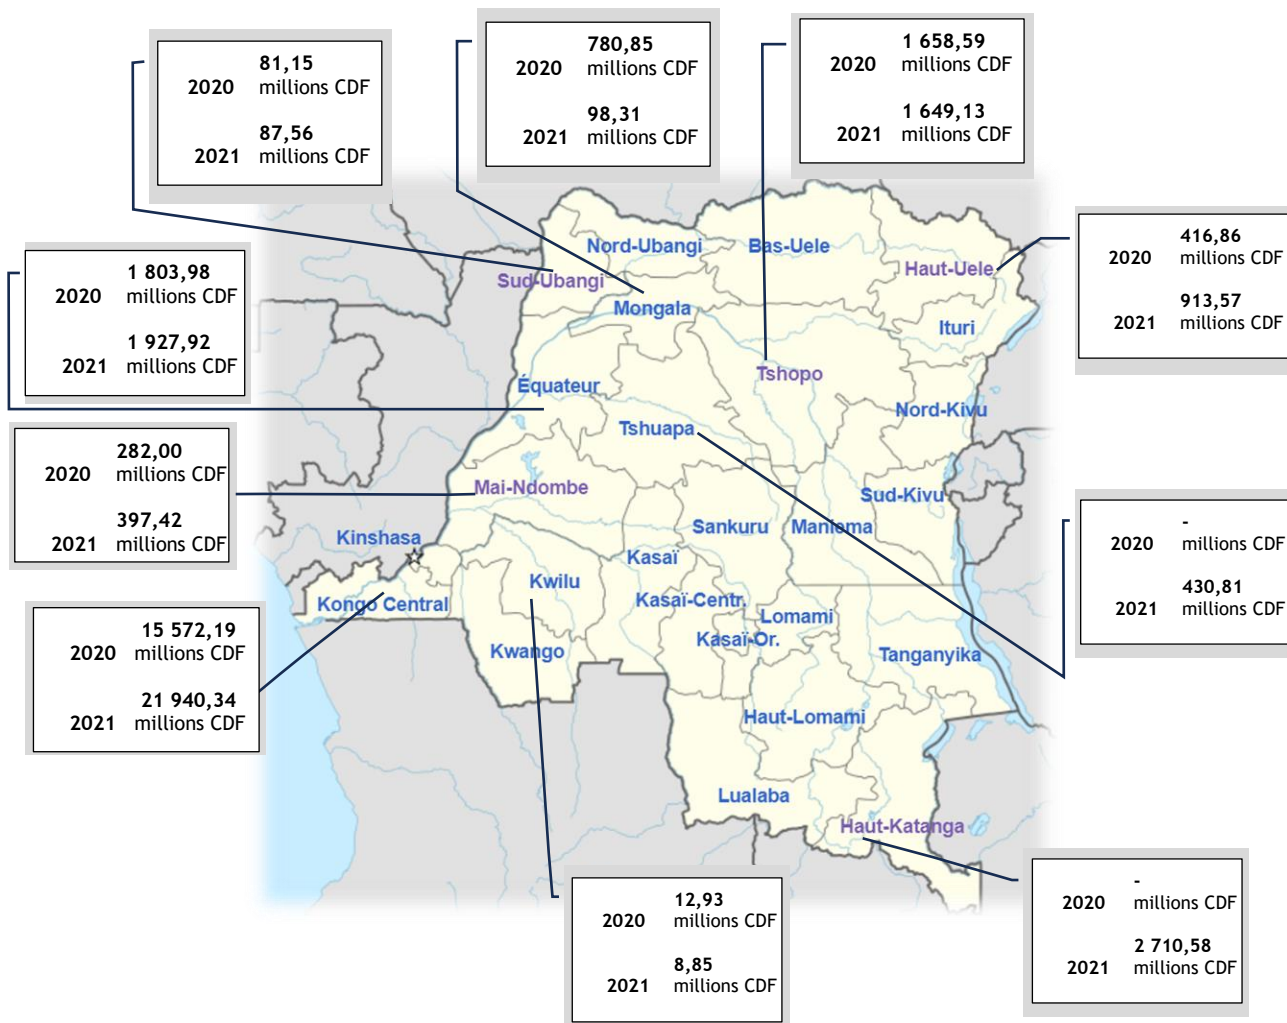 81,15
2020 millions CDF
87,56
2021 millions CDF
780,85
2020 millions CDF
98,31
2021 millions CDF
1 658,59
2020 millions CDF
1 649,13
2021 millions CDF
416,86
2020 millions CDF
913,57
2021 millions CDF
1 803,98
2020 millions CDF
1 927,92
2021 millions CDF
282,00
2020 millions CDF
397,42
2021 millions CDF
15 572,19
2020 millions CDF
21 940,34
2021 millions CDF
-
2020 millions CDF
430,81
2021 millions CDF
12,93
2020 millions CDF
8,85
2021 millions CDF
-
2020 millions CDF
2 710,58
2021 millions CDF
Nord-Ubangi
Bas-Uele
Haut-Uele
Sud-Ubangi
Mongala
Ituri
Tshopo
Équateur
Nord-Kivu
Tshuapa
Mai-Ndombe
Sud-Kivu
Sankuru
Maniema
Kinshasa
Kasaï
Kwilu
Kongo Central
Kasaï-Centr.
Lomami
Kasaï-Or.
Kwango
Tanganyika
Haut-Lomami
Lualaba
Haut-Katanga